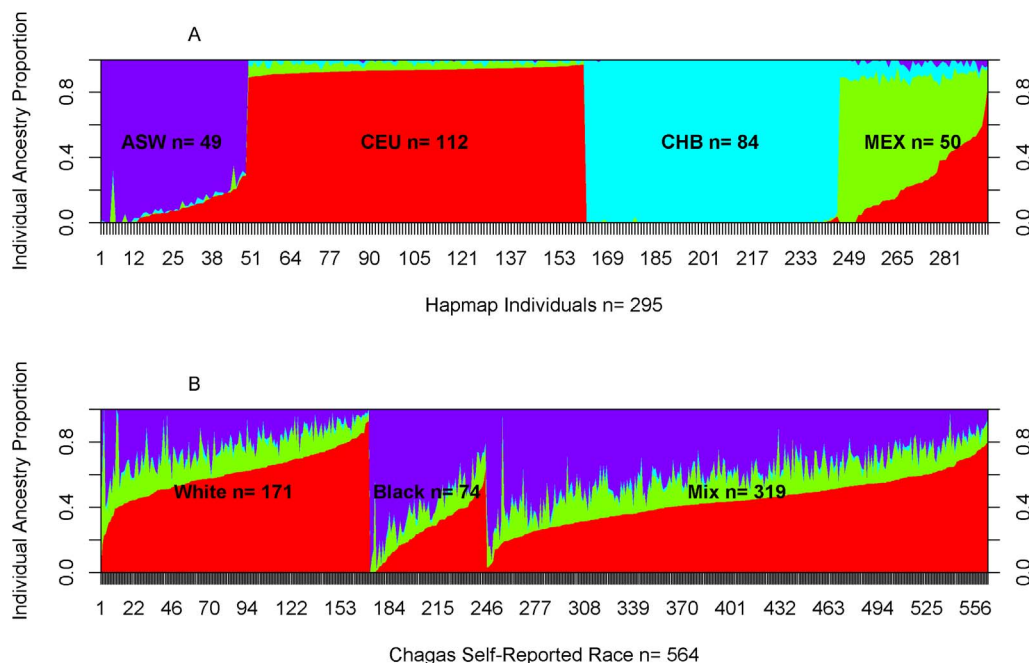 A
Individual Ancestry Proportion
0.0 0.4 0.8
ASW n= 49 CEU n= 112 CHB n= 84 MEX n= 50
0.0 0.4 0.8
1 12 25 38 51 64 77 90 105 121 137 153 169 185 201 217 233 249 265 281
Hapmap Individuals n= 295
B
Individual Ancestry Proportion
0.0 0.4 0.8
White n= 171 Black n= 74 Mix n= 319
0.0 0.4 0.8
1 22 46 70 94 122 153 184 215 246 277 308 339 370 401 432 463 494 525 556
Chagas Self-Reported Race n= 564